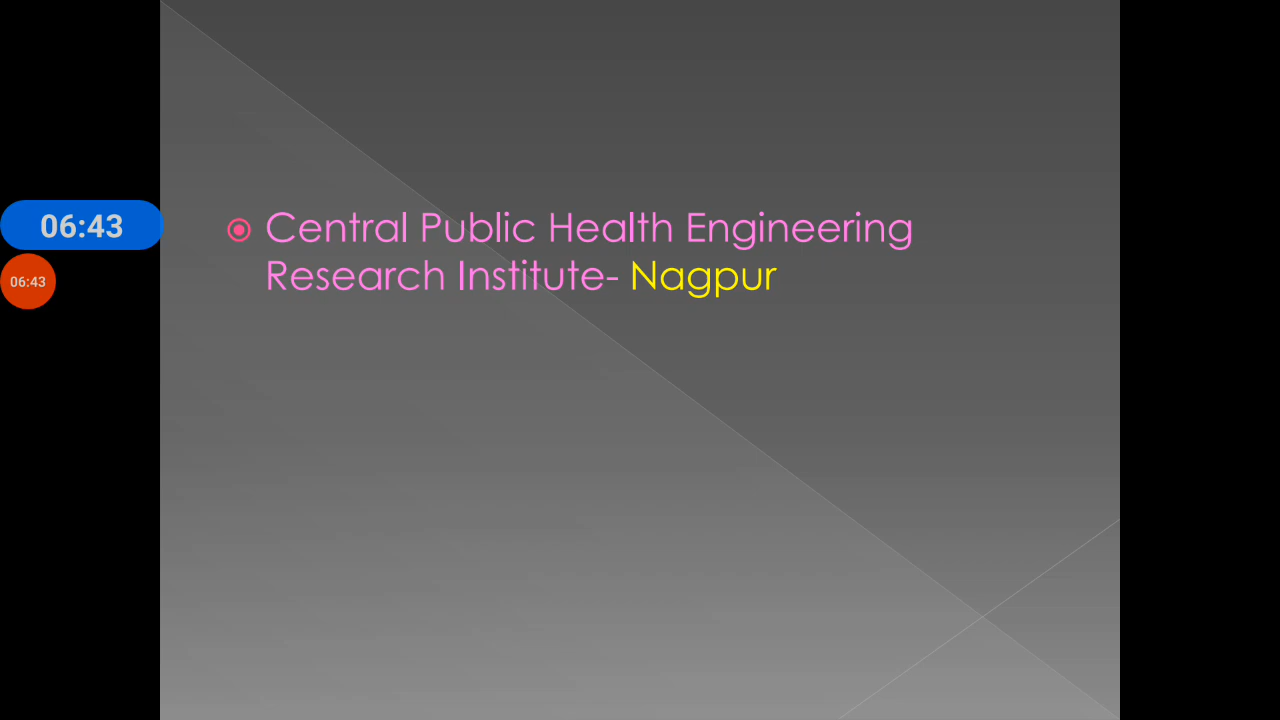 06:43
06:43
Central Public Health Engineering
Research Institute- Nagpur